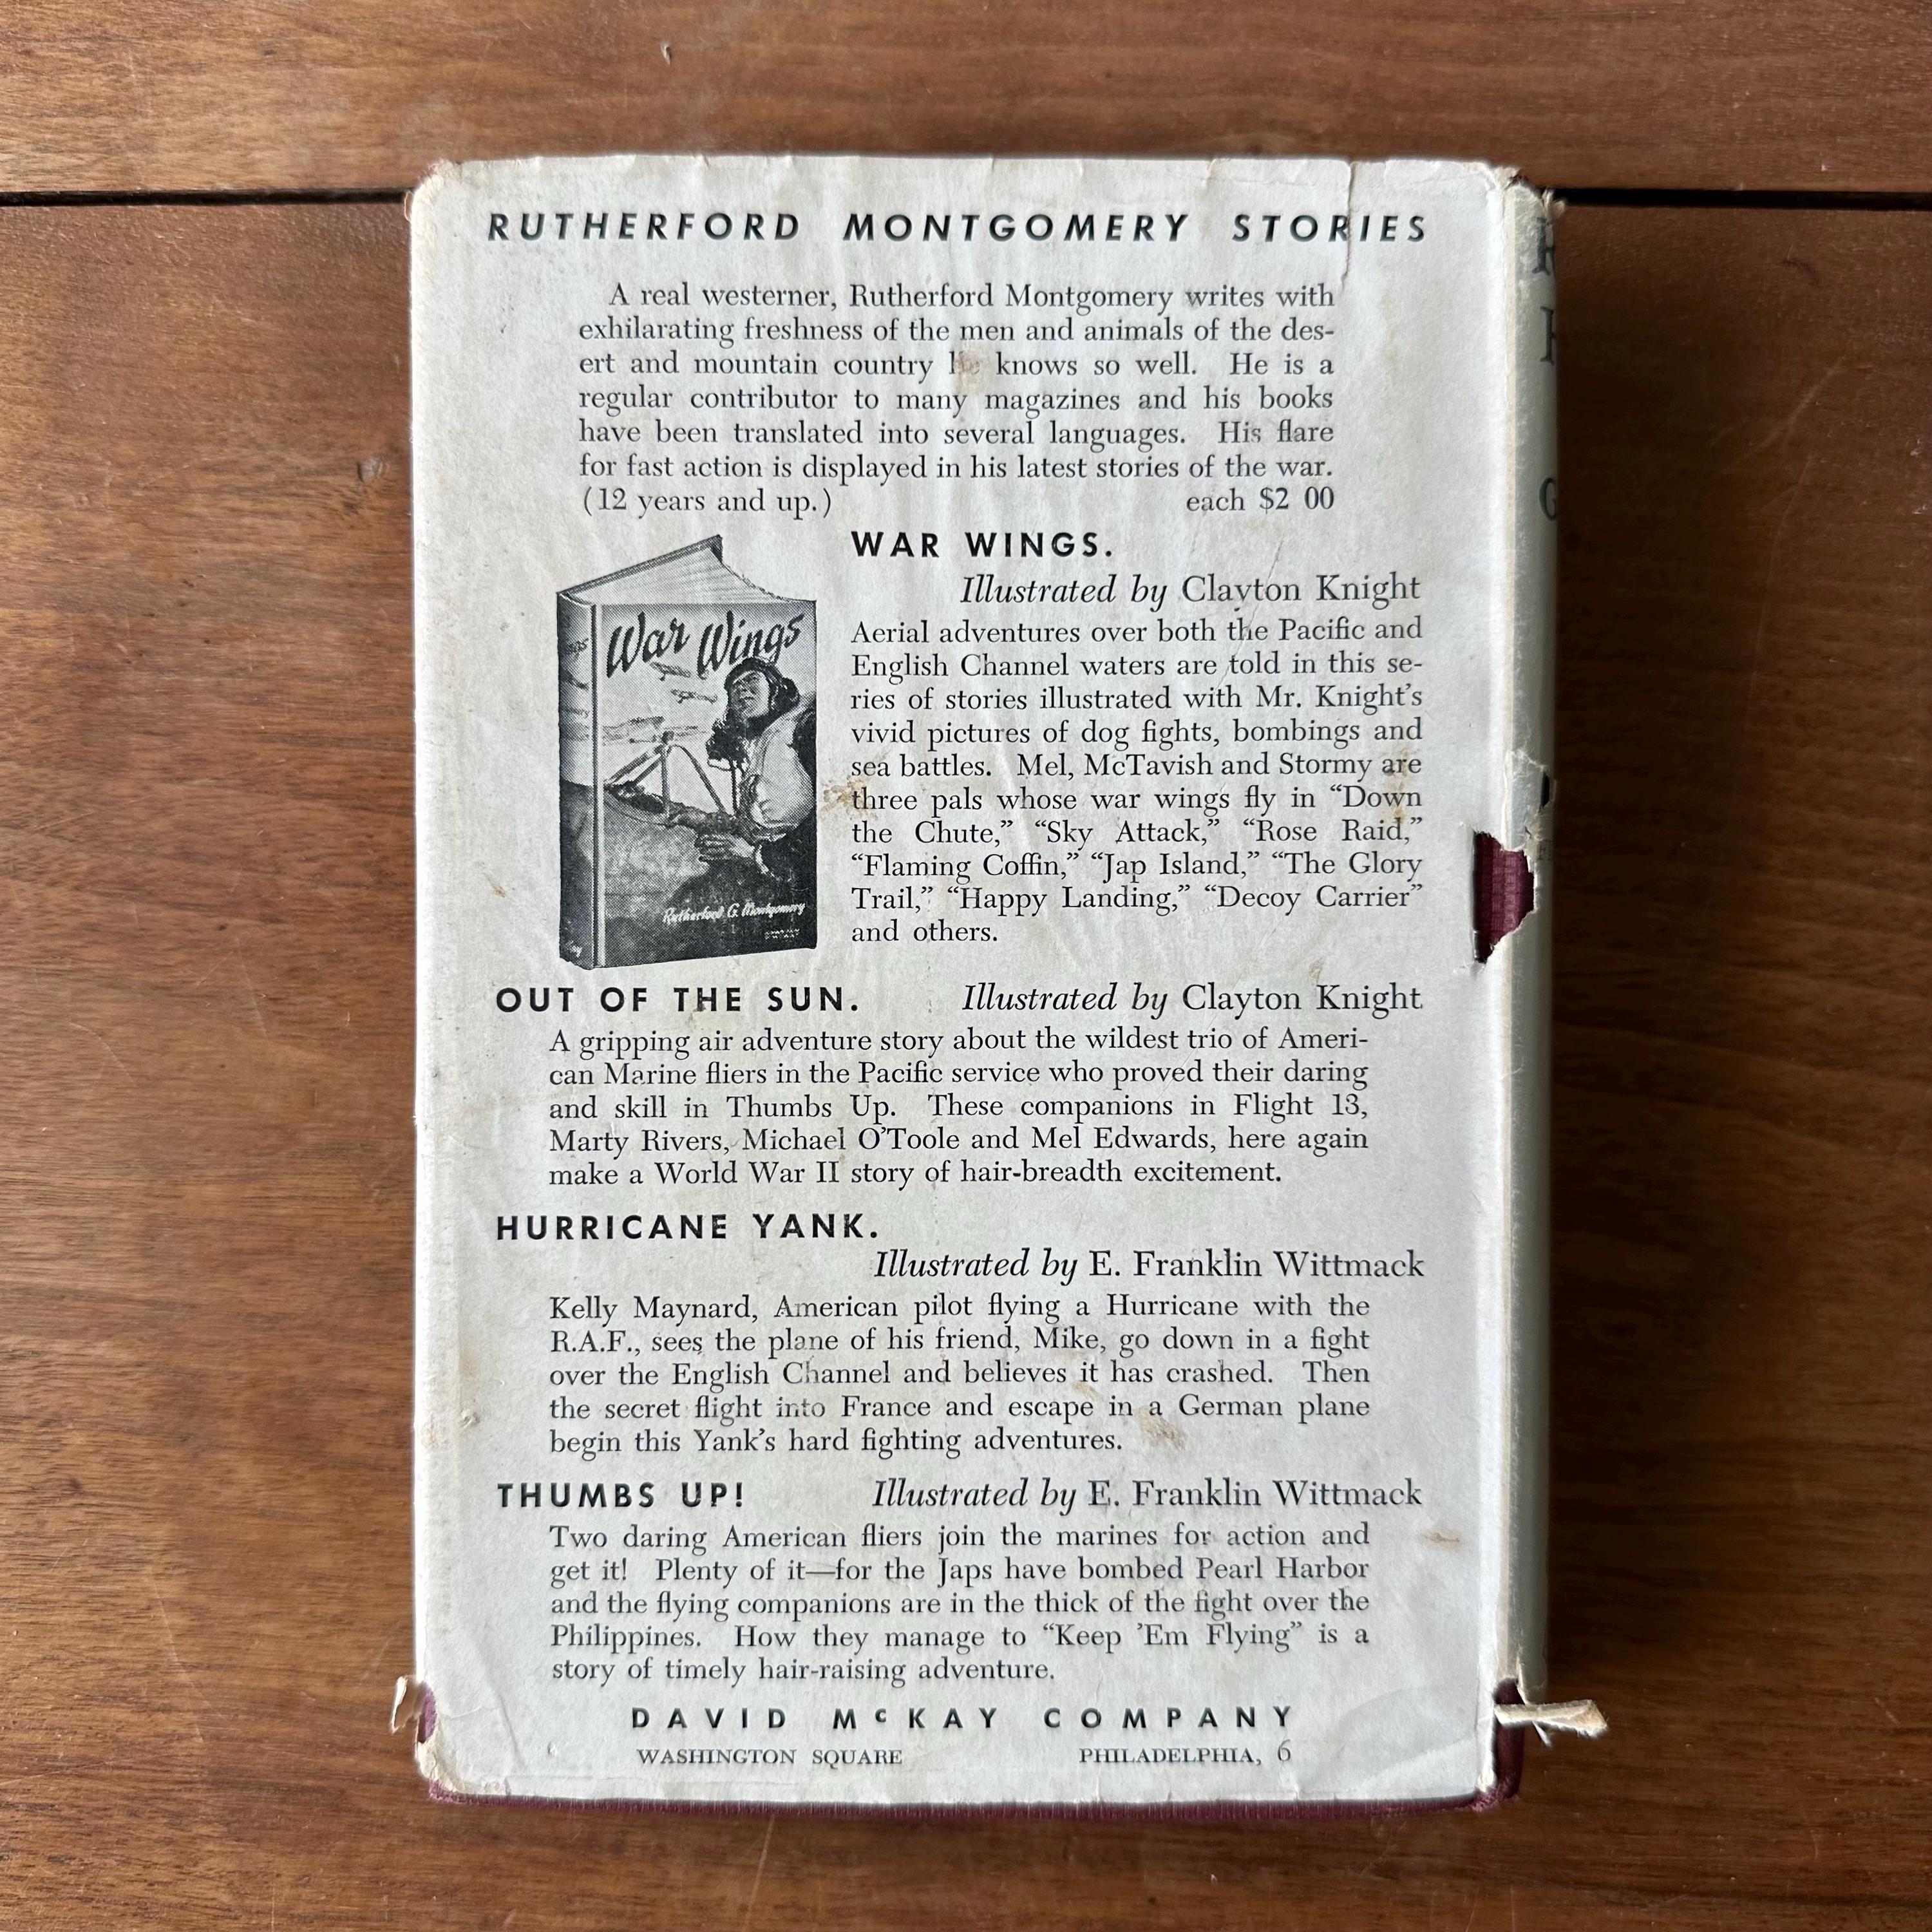 RUTHERFORD MONTGOMERY STORIES
A real westerner, Rutherford Montgomery writes with
exhilarating freshness of the men and animals of the des-
ert and mountain country he knows so well. He is a
regular contributor to many magazines and his books
have been translated into several languages. His flare
for fast action is displayed in his latest stories of the war.
(12 years and up.) each $2 00
WAR WINGS.
Illustrated by Clayton Knight
War Wings
Rutherford G. Montgomery
Aerial adventures over both the Pacific and
English Channel waters are told in this se-
ries of stories illustrated with Mr. Knight's
vivid pictures of dog fights, bombings and
sea battles. Mel, McTavish and Stormy are
three pals whose war wings fly in “Down
the Chute,” “Sky Attack,” “Rose Raid,”
“Flaming Coffin,” “Jap Island,” “The Glory
Trail,” “Happy Landing,” “Decoy Carrier”
and others.
OUT OF THE SUN. Illustrated by Clayton Knight
A gripping air adventure story about the wildest trio of Ameri-
can Marine fliers in the Pacific service who proved their daring
and skill in Thumbs Up. These companions in Flight 13,
Marty Rivers, Michael O'Toole and Mel Edwards, here again
make a World War II story of hair-breadth excitement.
HURRICANE YANK.
Illustrated by E. Franklin Wittmack
Kelly Maynard, American pilot flying a Hurricane with the
R.A.F., sees the plane of his friend, Mike, go down in a fight
over the English Channel and believes it has crashed. Then
the secret flight into France and escape in a German plane
begin this Yank's hard fighting adventures.
THUMBS UP! Illustrated by E. Franklin Wittmack
Two daring American fliers join the marines for action and
get it! Plenty of it—for the Japs have bombed Pearl Harbor
and the flying companions are in the thick of the fight over the
Philippines. How they manage to “Keep 'Em Flying” is a
story of timely hair-raising adventure.
DAVID McKAY COMPANY
WASHINGTON SQUARE PHILADELPHIA, 6